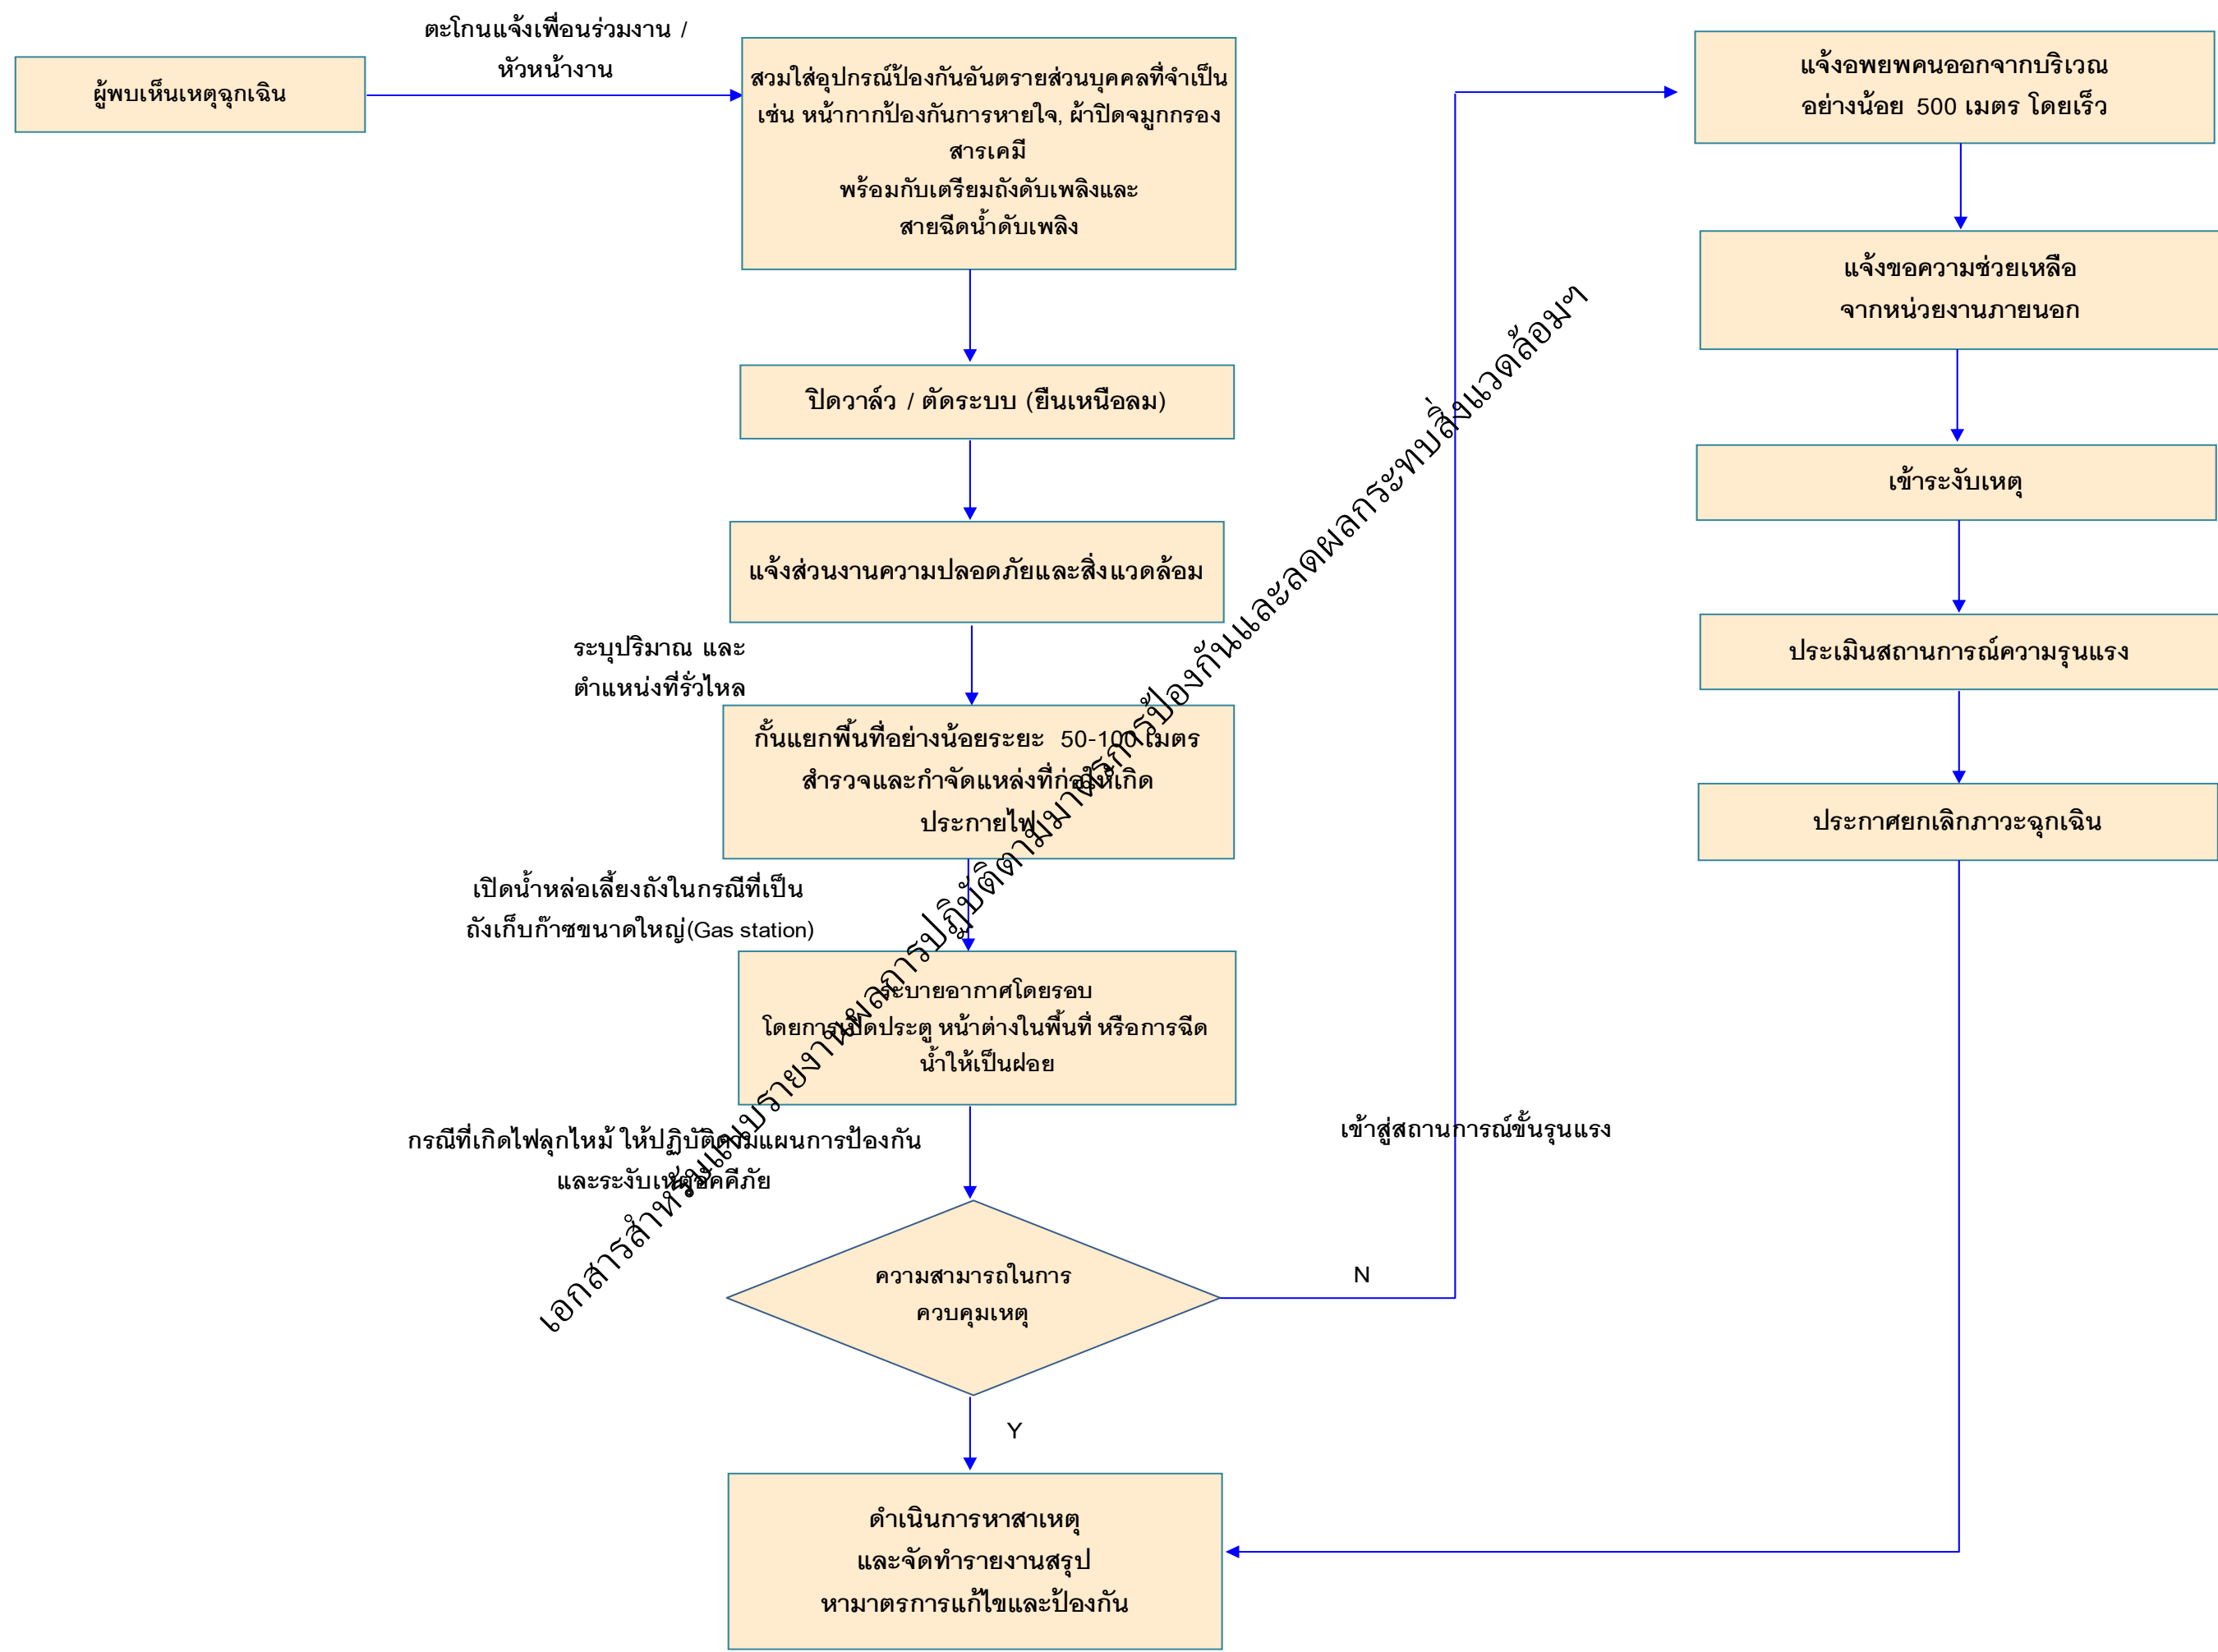 ผู้พบเห็นเหตุฉุกเฉิน
ตะโกนแจ้งเพื่อนร่วมงาน /
หัวหน้างาน
สวมใส่อุปกรณ์ป้องกันอันตรายส่วนบุคคลที่จำเป็น
เช่น หน้ากากป้องกันการหายใจ, ผ้าปิดจมูกกรอง
สารเคมี
พร้อมกับเตรียมถังดับเพลิงและ
สายฉีดน้ำดับเพลิง
ปิดวาล์ว / ตัดระบบ (ยืนเหนือลม)
แจ้งส่วนงานความปลอดภัยและสิ่งแวดล้อม
ระบุปริมาณ และ
ตำแหน่งที่รั่วไหล
กั้นแยกพื้นที่อย่างน้อยระยะ 50-100 เมตร
สำรวจและกำจัดแหล่งที่ก่อให้เกิด
ประกายไฟ
เปิดน้ำหล่อเลี้ยงถังในกรณีที่เป็น
ถังเก็บก๊าซขนาดใหญ่(Gas station)
ระบายอากาศโดยรอบ
โดยการเปิดประตู หน้าต่างในพื้นที่ หรือการฉีด
น้ำให้เป็นฝอย
กรณีที่เกิดไฟลุกไหม้ ให้ปฏิบัติตามแผนการป้องกัน
และระงับเหตุอัคคีภัย
ความสามารถในการ
ควบคุมเหตุ
N
เข้าสู่สถานการณ์ขั้นรุนแรง
Y
ดำเนินการหาสาเหตุ
และจัดทำรายงานสรุป
หามาตรการแก้ไขและป้องกัน
แจ้งอพยพคนออกจากบริเวณ
อย่างน้อย 500 เมตร โดยเร็ว
แจ้งขอความช่วยเหลือ
จากหน่วยงานภายนอก
เข้าระงับเหตุ
ประเมินสถานการณ์ความรุนแรง
ประกาศยกเลิกภาวะฉุกเฉิน
เอกสารสำหรับแนบรายงานผลการปฏิบัติตามมาตรการป้องกันและลดผลกระทบสิ่งแวดล้อมฯ